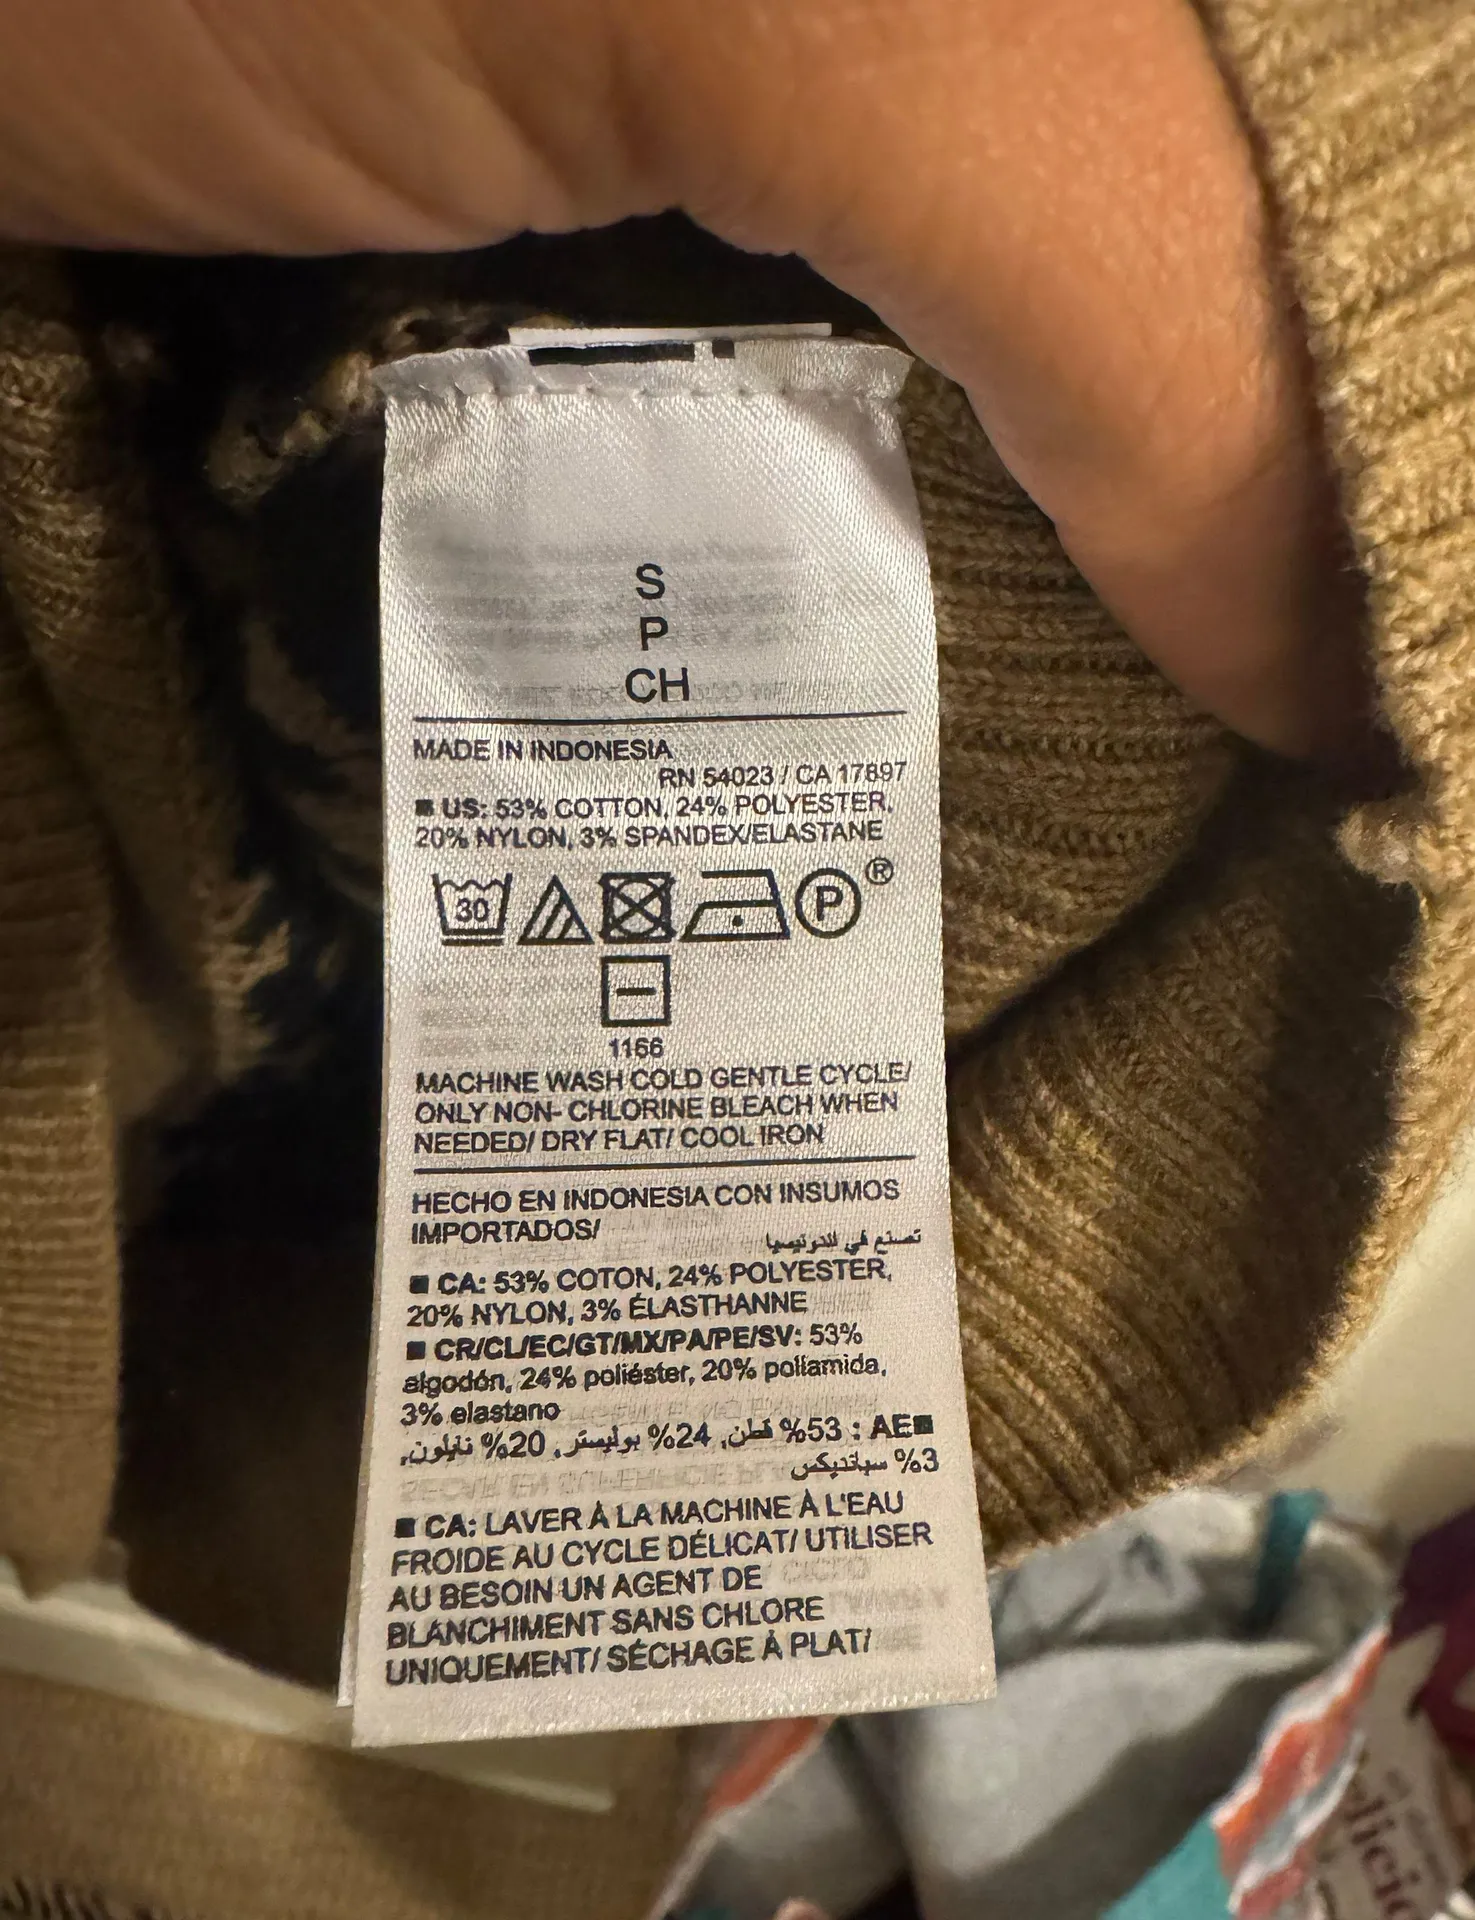 S
P
CH
MADE IN INDONESIA
RN 54023 / CA 17897
■ US: 53% COTTON, 24% POLYESTER,
20% NYLON, 3% SPANDEX/ELASTANE
30
P ®
1166
MACHINE WASH COLD GENTLE CYCLE/
ONLY NON- CHLORINE BLEACH WHEN
NEEDED/ DRY FLAT/ COOL IRON
HECHO EN INDONESIA CON INSUMOS
IMPORTADOS/
تصنع في اندونيسيا
■ CA: 53% COTON, 24% POLYESTER,
20% NYLON, 3% ÉLASTHANNE
■ CR/CL/EC/GT/MX/PA/PE/SV: 53%
algodón, 24% poliéster, 20% poliamida,
3% elastano
■AE : 53% قطن, 24% بوليستر, 20% نايلون,
3% سباندیکس
■ CA: LAVER À LA MACHINE À L'EAU
FROIDE AU CYCLE DÉLICAT/ UTILISER
AU BESOIN UN AGENT DE
BLANCHIMENT SANS CHLORE
UNIQUEMENT/ SÉCHAGE À PLAT/